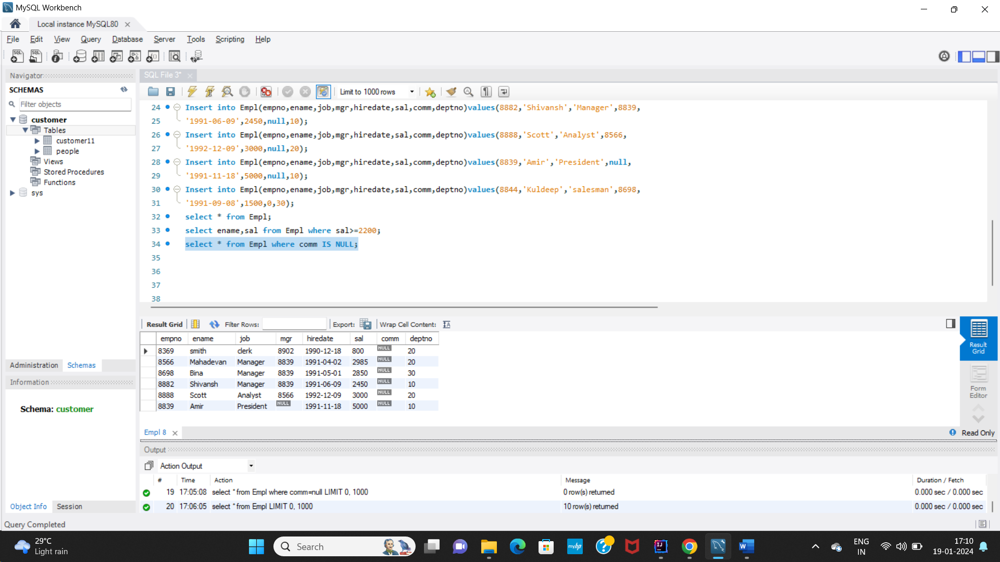 MySQL Workbench
Local instance MySQL80
File Edit View Query Database Server Tools Scripting Help
Navigator
SCHEMAS
Filter objects
customer
Tables
customer11
people
Views
Stored Procedures
Functions
sys
Administration Schemas
Information
Schema: customer
Object Info Session
SQL File 3*
Limit to 1000 rows
24 Insert into Empl(empno,ename,job,mgr,hiredate,sal,comm,deptno)values(8882,'Shivansh','Manager',8839,
25 '1991-06-09',2450,null,10);
26 Insert into Empl(empno,ename,job,mgr,hiredate,sal,comm,deptno)values(8888,'Scott','Analyst',8566,
27 '1992-12-09',3000,null,20);
28 Insert into Empl(empno,ename,job,mgr,hiredate,sal,comm,deptno)values(8839,'Amir','President',null,
29 '1991-11-18',5000,null,10);
30 Insert into Empl(empno,ename,job,mgr,hiredate,sal,comm,deptno)values(8844,'Kuldeep','salesman',8698,
31 '1991-09-08',1500,0,30);
32 select * from Empl;
33 select ename,sal from Empl where sal>=2200;
34 select * from Empl where comm IS NULL;
35
36
37
38
Result Grid Filter Rows: Export: Wrap Cell Content:
empno ename job mgr hiredate sal comm deptno
8369 smith clerk 8902 1990-12-18 800 NULL 20
8566 Mahadevan Manager 8839 1991-04-02 2985 NULL 20
8698 Bina Manager 8839 1991-05-01 2850 NULL 30
8882 Shivansh Manager 8839 1991-06-09 2450 NULL 10
8888 Scott Analyst 8566 1992-12-09 3000 NULL 20
8839 Amir President NULL 1991-11-18 5000 NULL 10
Result
Grid
Form
Editor
Empl 8
Read Only
Output
Action Output
# Time Action Message Duration / Fetch
19 17:05:08 select * from Empl where comm=null LIMIT 0, 1000 0 row(s) returned 0.000 sec / 0.000 sec
20 17:06:05 select * from Empl LIMIT 0, 1000 10 row(s) returned 0.000 sec / 0.000 sec
Query Completed
29°C
Light rain
Search
ENG
IN
17:10
19-01-2024